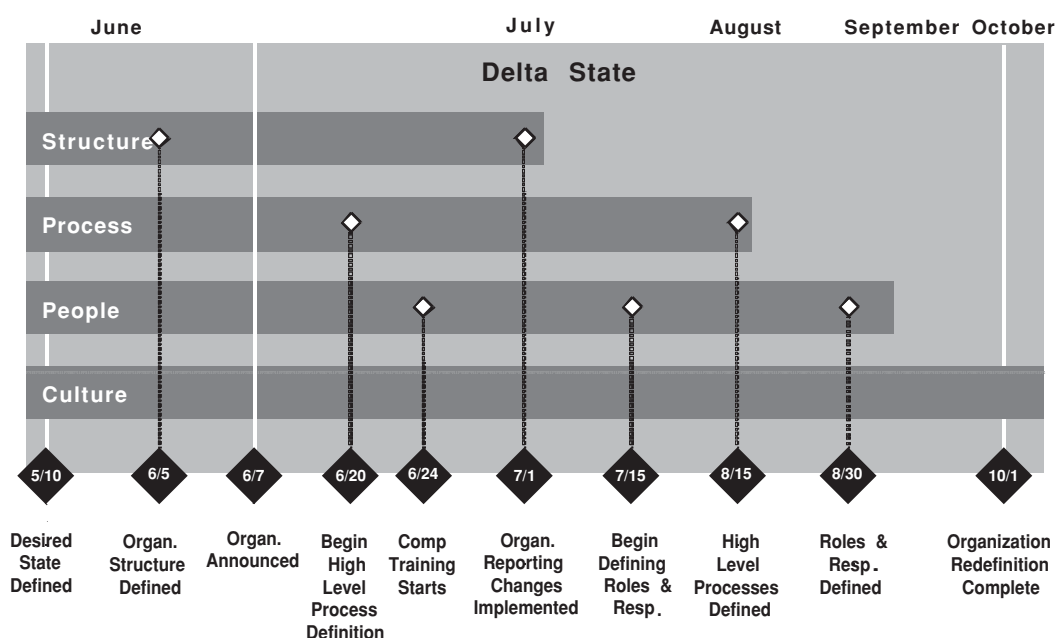 June July August September October
Delta State
Structure
Process
People
Culture
5/10 6/5 6/7 6/20 6/24 7/1 7/15 8/15 8/30 10/1
Desired
State
Defined
Organ.
Structure
Defined
Organ.
Announced
Begin
High
Level
Process
Definition
Comp
Training
Starts
Organ.
Reporting
Changes
Implemented
Begin
Defining
Roles &
Resp.
High
Level
Processes
Defined
Roles &
Resp.
Defined
Organization
Redefinition
Complete